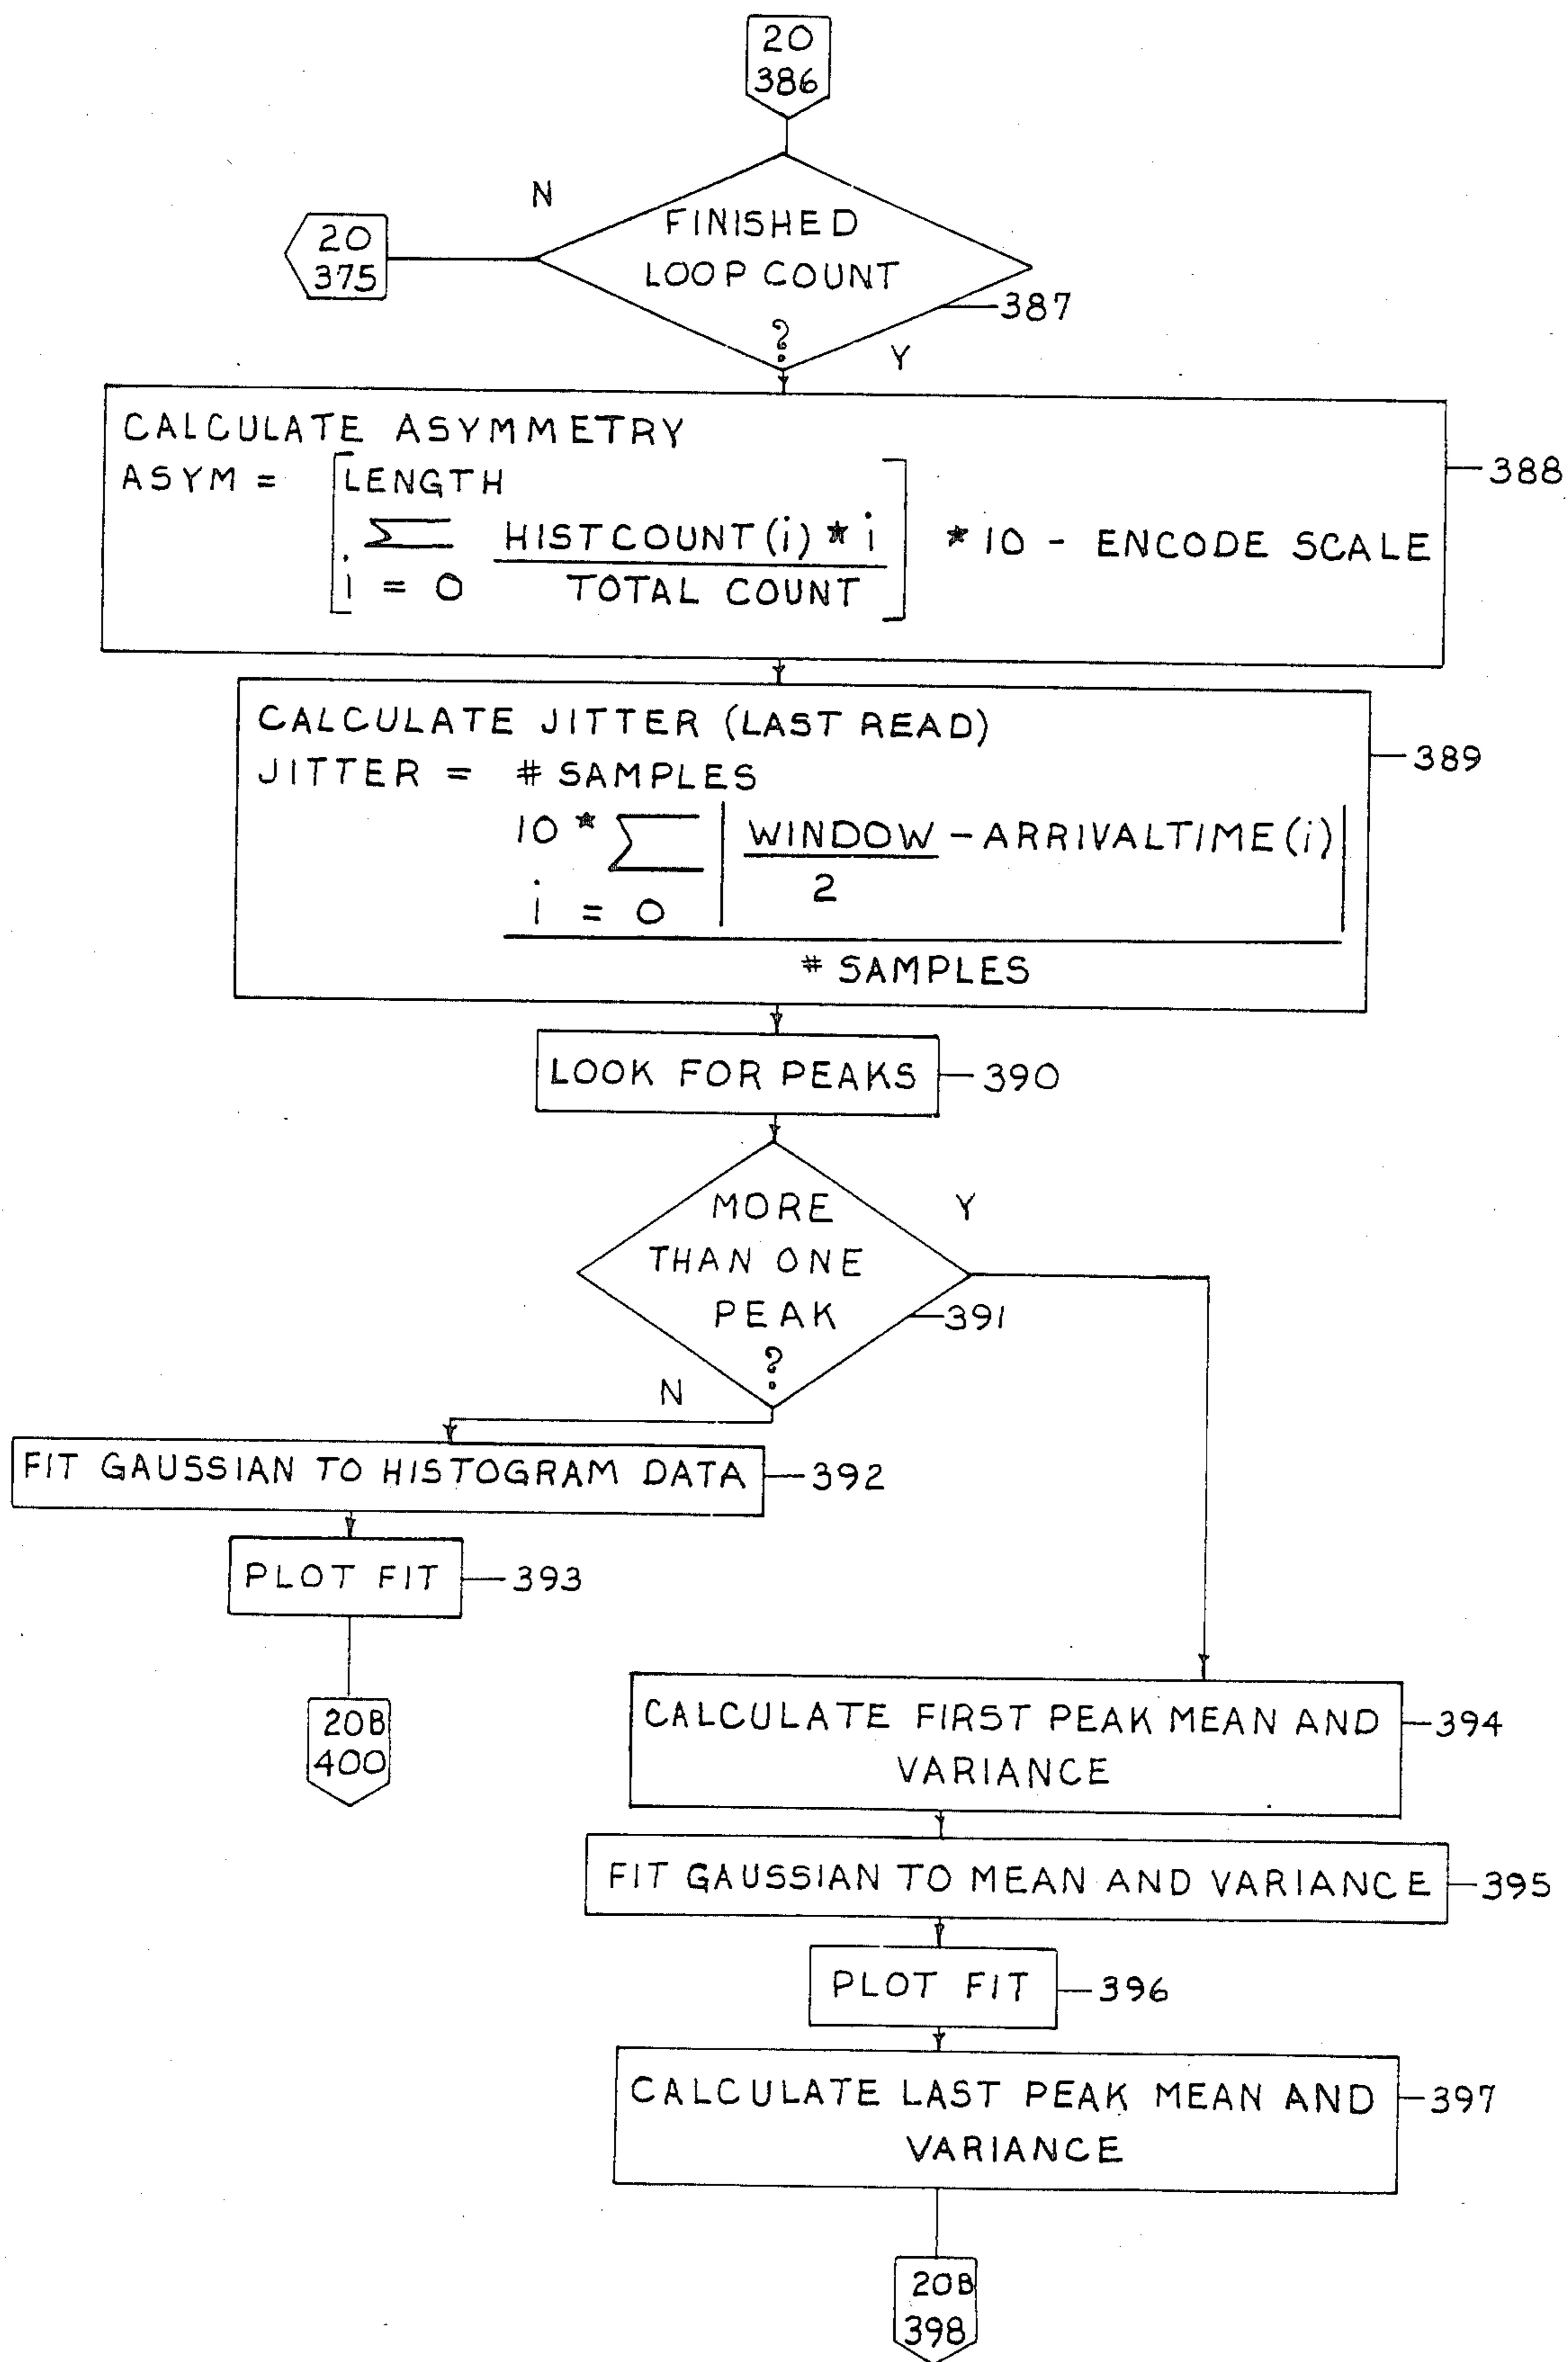 20
386
N
FINISHED
LOOP COUNT
?
387
Y
20
375
CALCULATE ASYMMETRY
ASYM = [LENGTH
Σ HISTCOUNT(i) * i
i = 0 TOTAL COUNT] * 10 - ENCODE SCALE
388
CALCULATE JITTER (LAST READ)
JITTER = # SAMPLES
10 * Σ | WINDOW - ARRIVALTIME(i) |
2
i = 0
# SAMPLES
389
LOOK FOR PEAKS
390
MORE
THAN ONE
PEAK
?
391
Y
N
FIT GAUSSIAN TO HISTOGRAM DATA
392
PLOT FIT
393
20B
400
CALCULATE FIRST PEAK MEAN AND
VARIANCE
394
FIT GAUSSIAN TO MEAN AND VARIANCE
395
PLOT FIT
396
CALCULATE LAST PEAK MEAN AND
VARIANCE
397
20B
398